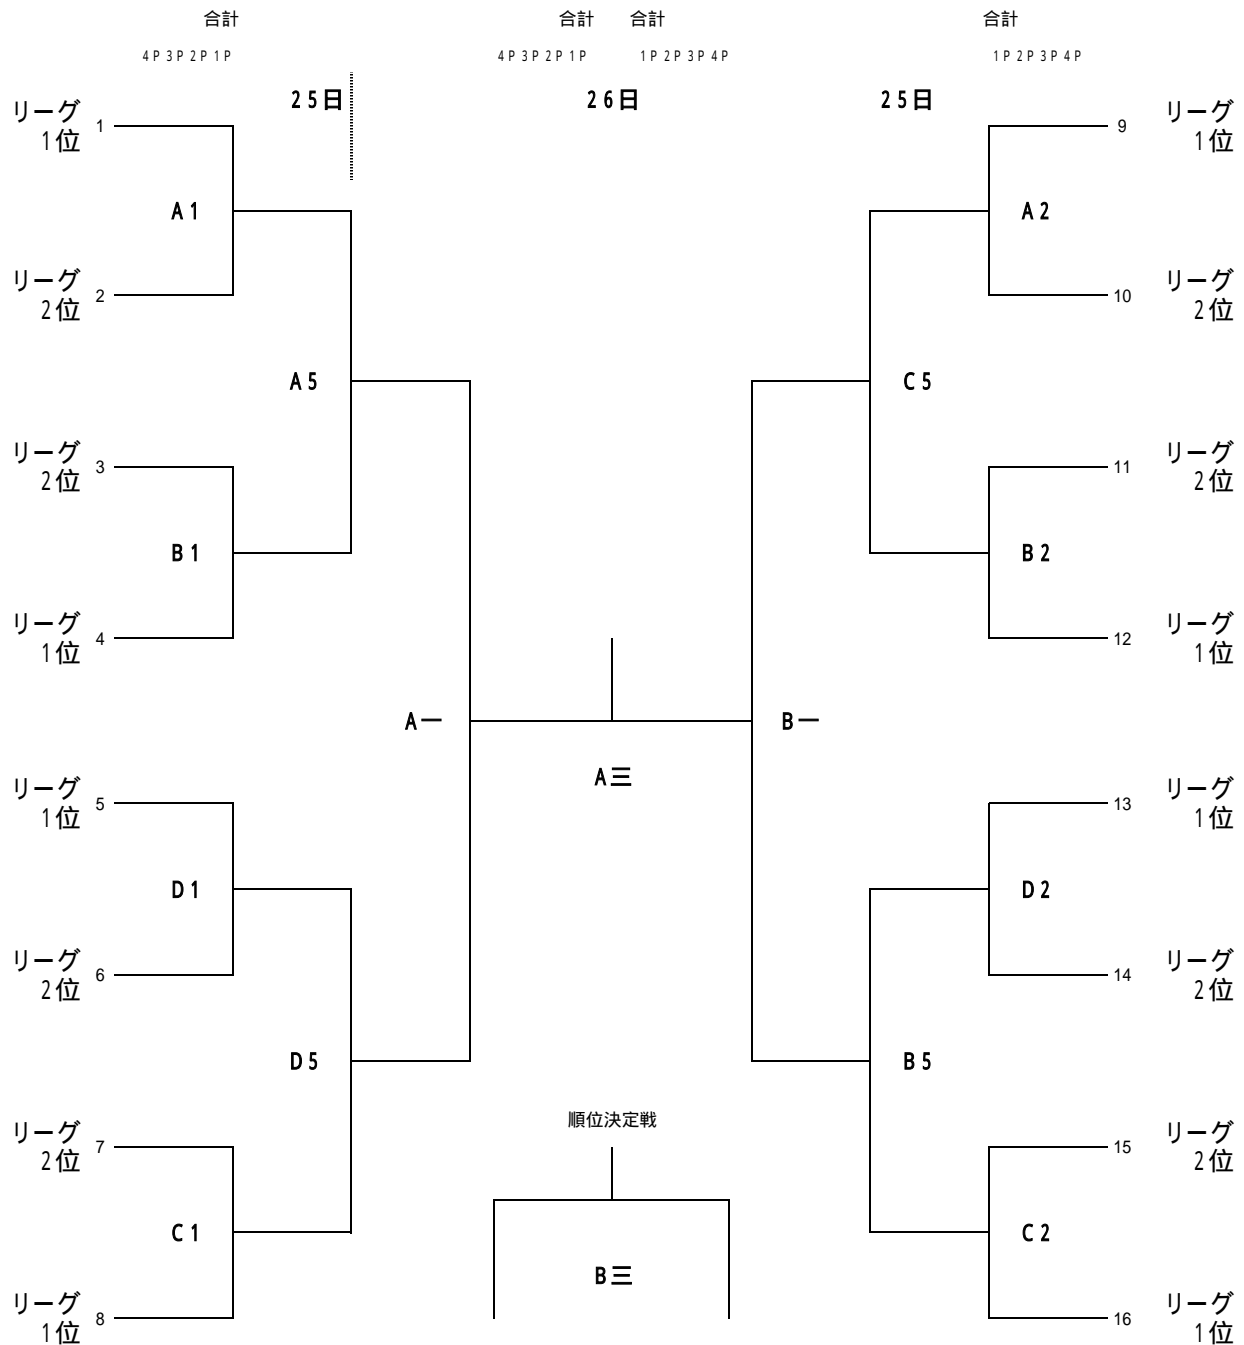 合計 合計 合計 合計
4P 3P 2P 1P 4P 3P 2P 1P 1P 2P 3P 4P 1P 2P 3P 4P
25日 26日 25日
リーグ リーグ
1位 1 9 1位
A1 A2
リーグ リーグ
2位 2 10 2位
A5 C5
リーグ リーグ
2位 3 11 2位
B1 B2
リーグ リーグ
1位 4 12 1位
A一 B一
A三
リーグ リーグ
1位 5 13 1位
D1 D2
リーグ リーグ
2位 6 14 2位
D5 B5
順位決定戦
リーグ リーグ
2位 7 15 2位
C1 C2
B三
リーグ リーグ
1位 8 16 1位